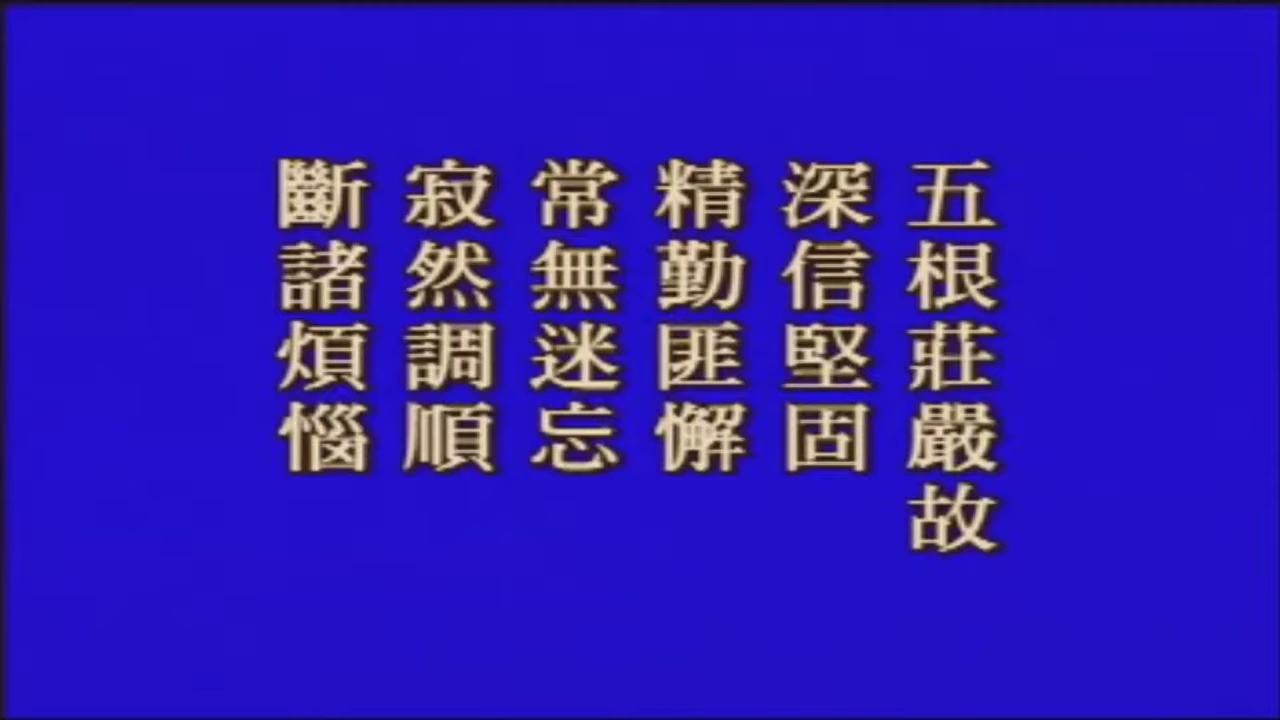 五根莊嚴故
深信堅固
精勤匪懈
常無迷忘
寂然調順
斷諸煩惱